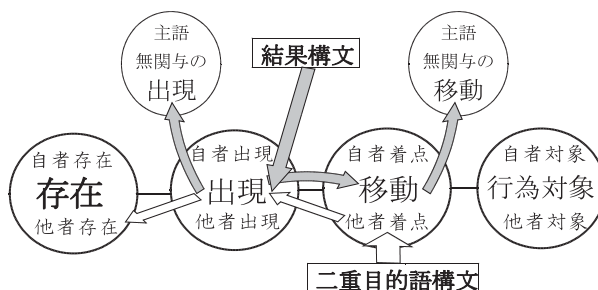 主語
無関与の
出現
結果構文
主語
無関与の
移動
自者存在
存在
他者存在
自者出現
出現
他者出現
自者着点
移動
他者着点
自者対象
行為対象
他者対象
二重目的語構文